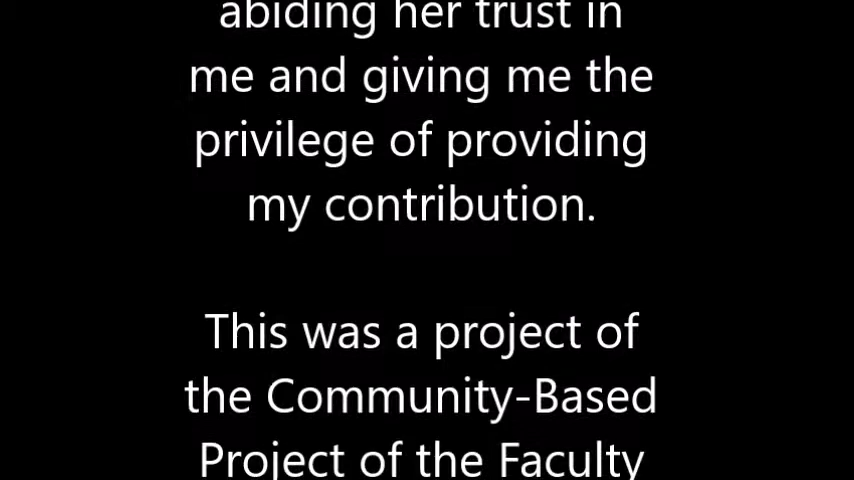 abiding her trust in
me and giving me the
privilege of providing
my contribution.
This was a project of
the Community-Based
Project of the Faculty